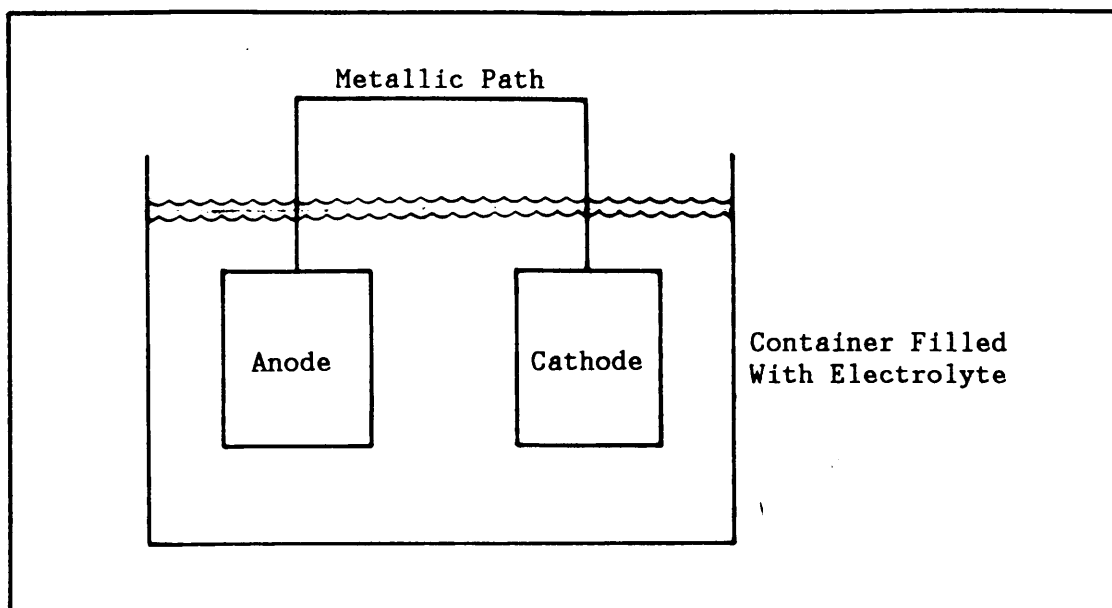 Metallic Path
Anode
Cathode
Container Filled
With Electrolyte